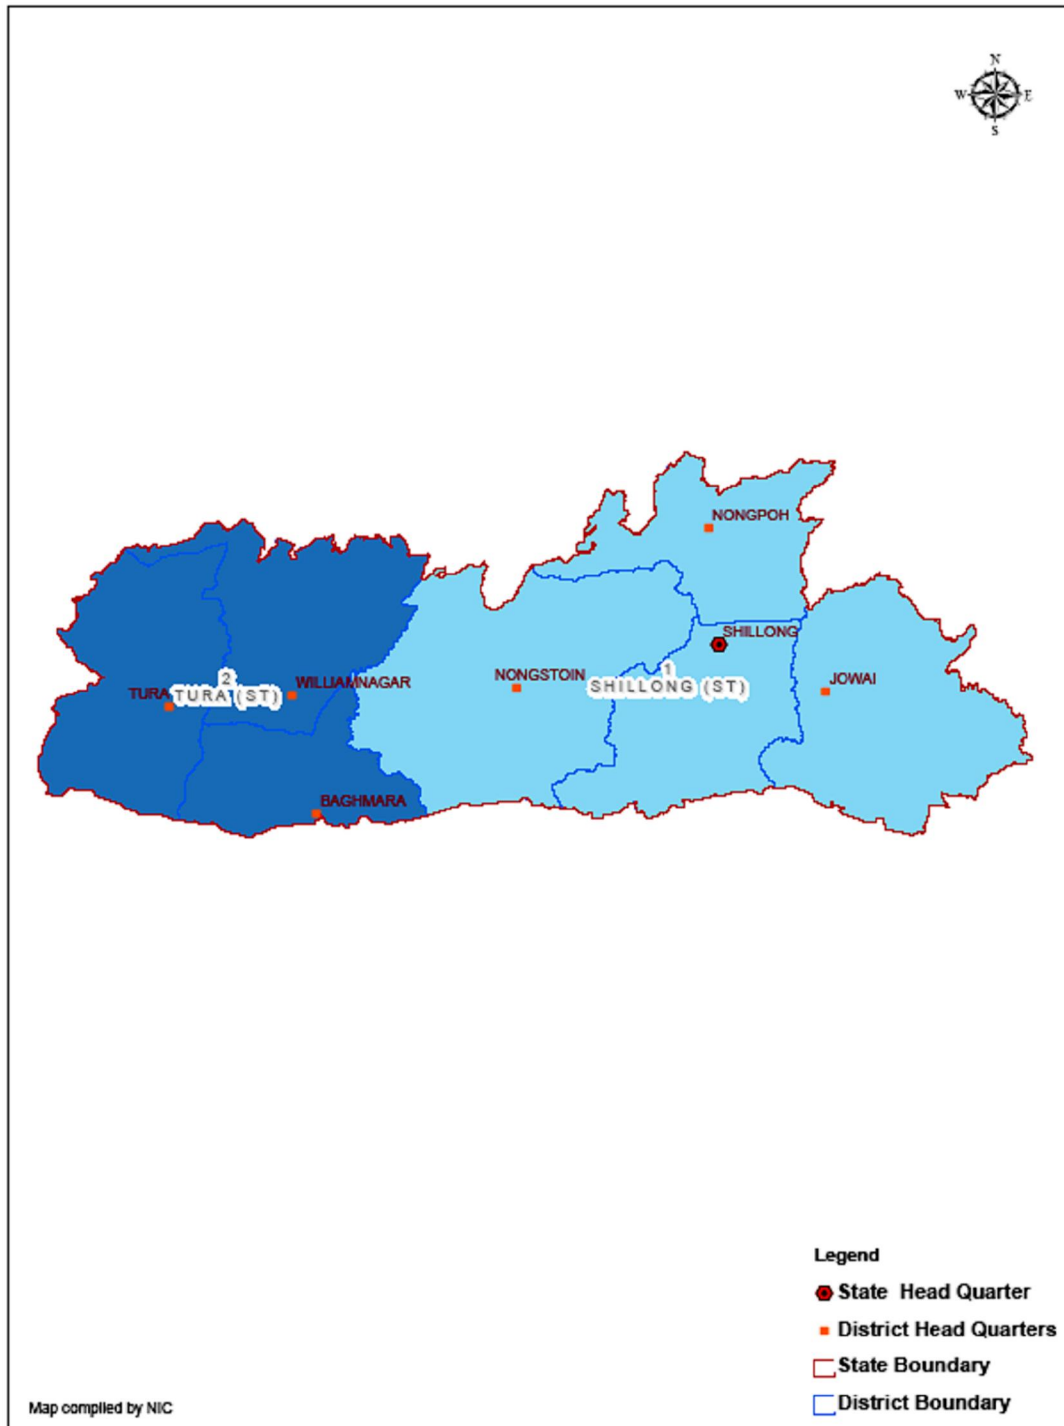 N
W E
S
NONGPOH
SHILLONG
1
SHILLONG (ST)
NONGSTOIN
JOWAI
2
TURA (ST)
TURA
WILLIAMNAGAR
BAGHMARA
Legend
State Head Quarter
District Head Quarters
State Boundary
District Boundary
Map compiled by NIC